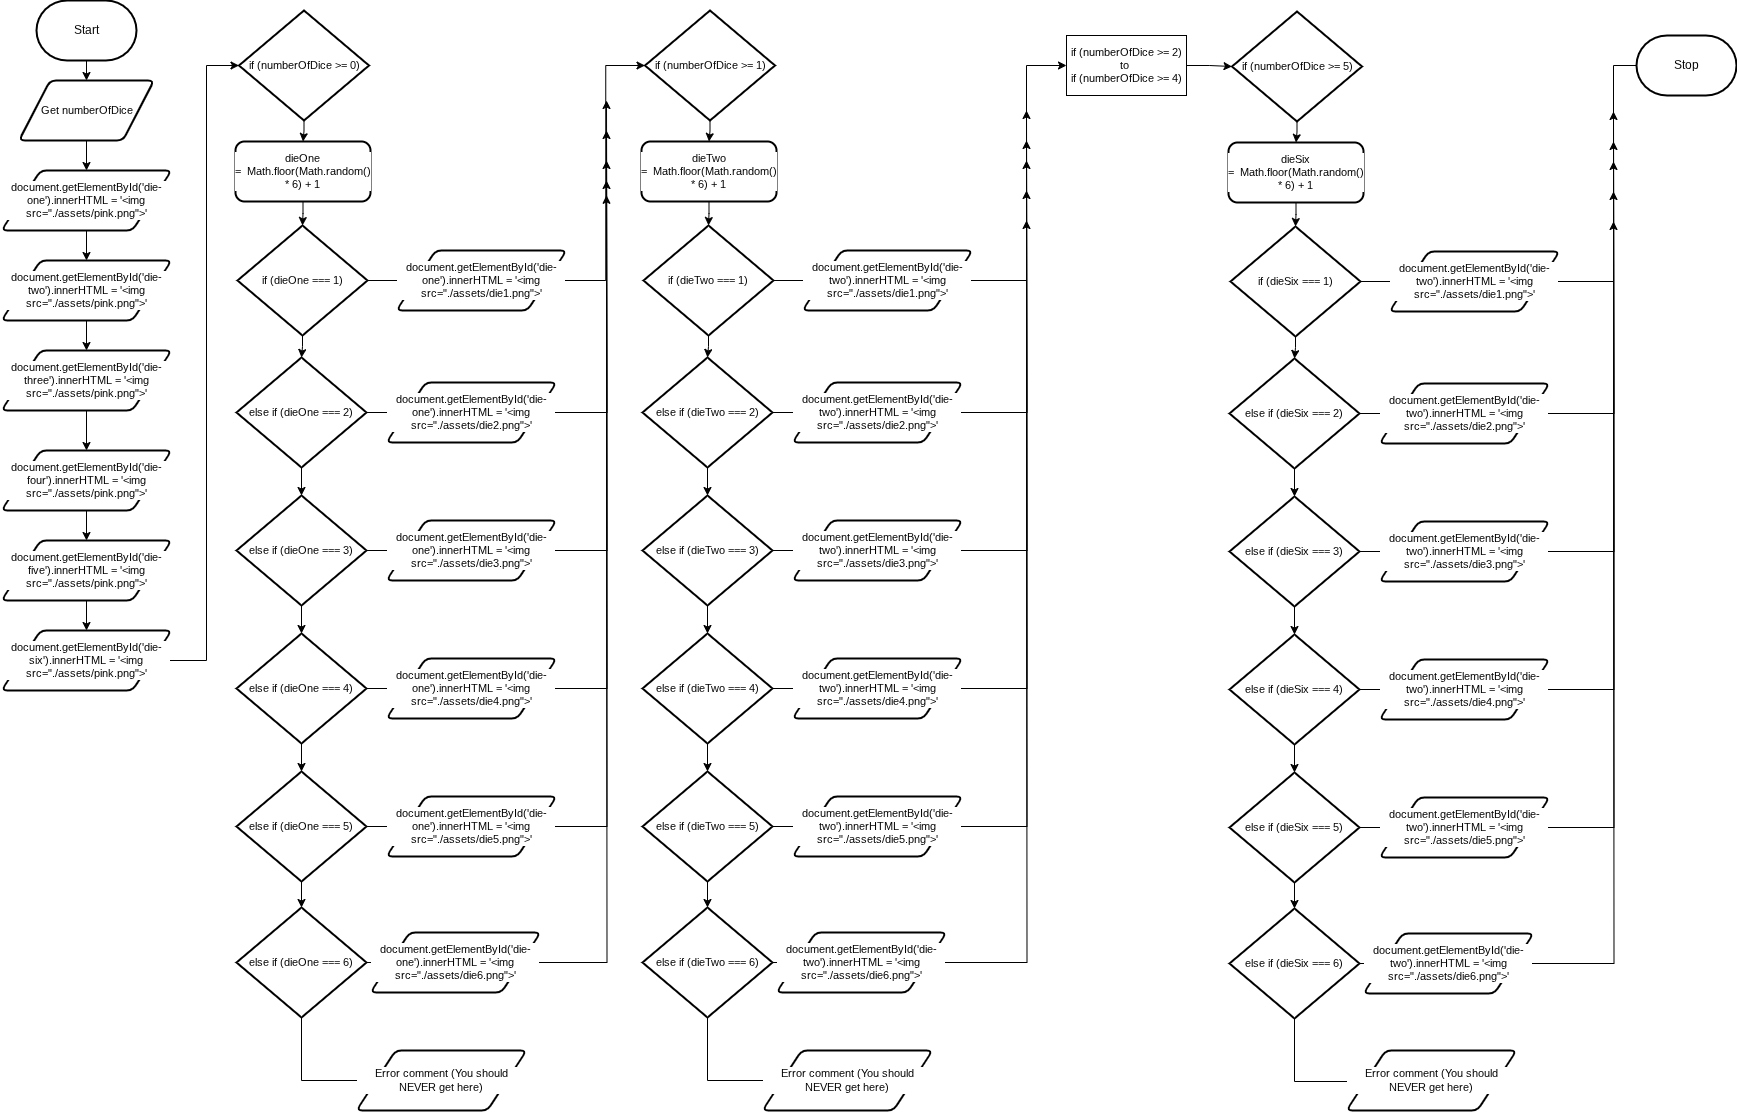 Start
Get numberOfDice
document.getElementById('die-
one').innerHTML = '<img
src="./assets/pink.png">'
document.getElementById('die-
two').innerHTML = '<img
src="./assets/pink.png">'
document.getElementById('die-
three').innerHTML = '<img
src="./assets/pink.png">'
document.getElementById('die-
four').innerHTML = '<img
src="./assets/pink.png">'
document.getElementById('die-
five').innerHTML = '<img
src="./assets/pink.png">'
document.getElementById('die-
six').innerHTML = '<img
src="./assets/pink.png">'
if (numberOfDice >= 0)
dieOne
= Math.floor(Math.random()
* 6) + 1
if (dieOne === 1)
document.getElementById('die-
one').innerHTML = '<img
src="./assets/die1.png">'
else if (dieOne === 2)
document.getElementById('die-
one').innerHTML = '<img
src="./assets/die2.png">'
else if (dieOne === 3)
document.getElementById('die-
one').innerHTML = '<img
src="./assets/die3.png">'
else if (dieOne === 4)
document.getElementById('die-
one').innerHTML = '<img
src="./assets/die4.png">'
else if (dieOne === 5)
document.getElementById('die-
one').innerHTML = '<img
src="./assets/die5.png">'
else if (dieOne === 6)
document.getElementById('die-
one').innerHTML = '<img
src="./assets/die6.png">'
Error comment (You should
NEVER get here)
if (numberOfDice >= 1)
dieTwo
= Math.floor(Math.random()
* 6) + 1
if (dieTwo === 1)
document.getElementById('die-
two').innerHTML = '<img
src="./assets/die1.png">'
else if (dieTwo === 2)
document.getElementById('die-
two').innerHTML = '<img
src="./assets/die2.png">'
else if (dieTwo === 3)
document.getElementById('die-
two').innerHTML = '<img
src="./assets/die3.png">'
else if (dieTwo === 4)
document.getElementById('die-
two').innerHTML = '<img
src="./assets/die4.png">'
else if (dieTwo === 5)
document.getElementById('die-
two').innerHTML = '<img
src="./assets/die5.png">'
else if (dieTwo === 6)
document.getElementById('die-
two').innerHTML = '<img
src="./assets/die6.png">'
Error comment (You should
NEVER get here)
if (numberOfDice >= 2)
to
if (numberOfDice >= 4)
if (numberOfDice >= 5)
dieSix
= Math.floor(Math.random()
* 6) + 1
if (dieSix === 1)
document.getElementById('die-
two').innerHTML = '<img
src="./assets/die1.png">'
else if (dieSix === 2)
document.getElementById('die-
two').innerHTML = '<img
src="./assets/die2.png">'
else if (dieSix === 3)
document.getElementById('die-
two').innerHTML = '<img
src="./assets/die3.png">'
else if (dieSix === 4)
document.getElementById('die-
two').innerHTML = '<img
src="./assets/die4.png">'
else if (dieSix === 5)
document.getElementById('die-
two').innerHTML = '<img
src="./assets/die5.png">'
else if (dieSix === 6)
document.getElementById('die-
two').innerHTML = '<img
src="./assets/die6.png">'
Error comment (You should
NEVER get here)
Stop